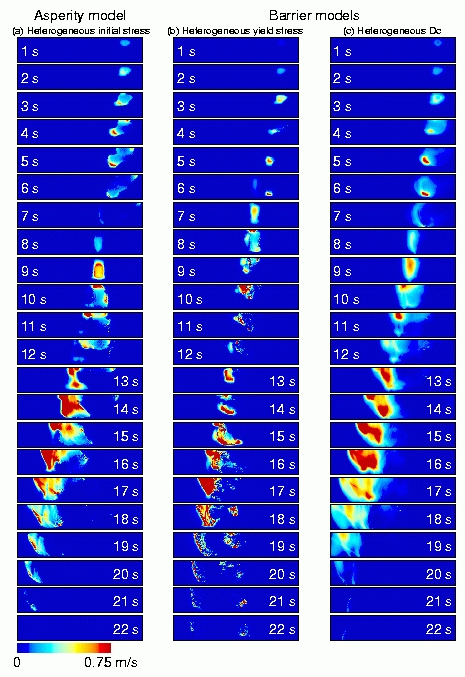 Asperity model Barrier models
(a) Heterogeneous initial stress (b) Heterogeneous yield stress (c) Heterogeneous Dc
1 s 1 s 1 s
2 s 2 s 2 s
3 s 3 s 3 s
4 s 4 s 4 s
5 s 5 s 5 s
6 s 6 s 6 s
7 s 7 s 7 s
8 s 8 s 8 s
9 s 9 s 9 s
10 s 10 s 10 s
11 s 11 s 11 s
12 s 12 s 12 s
13 s 13 s 13 s
14 s 14 s 14 s
15 s 15 s 15 s
16 s 16 s 16 s
17 s 17 s 17 s
18 s 18 s 18 s
19 s 19 s 19 s
20 s 20 s 20 s
21 s 21 s 21 s
22 s 22 s 22 s
0 0.75 m/s